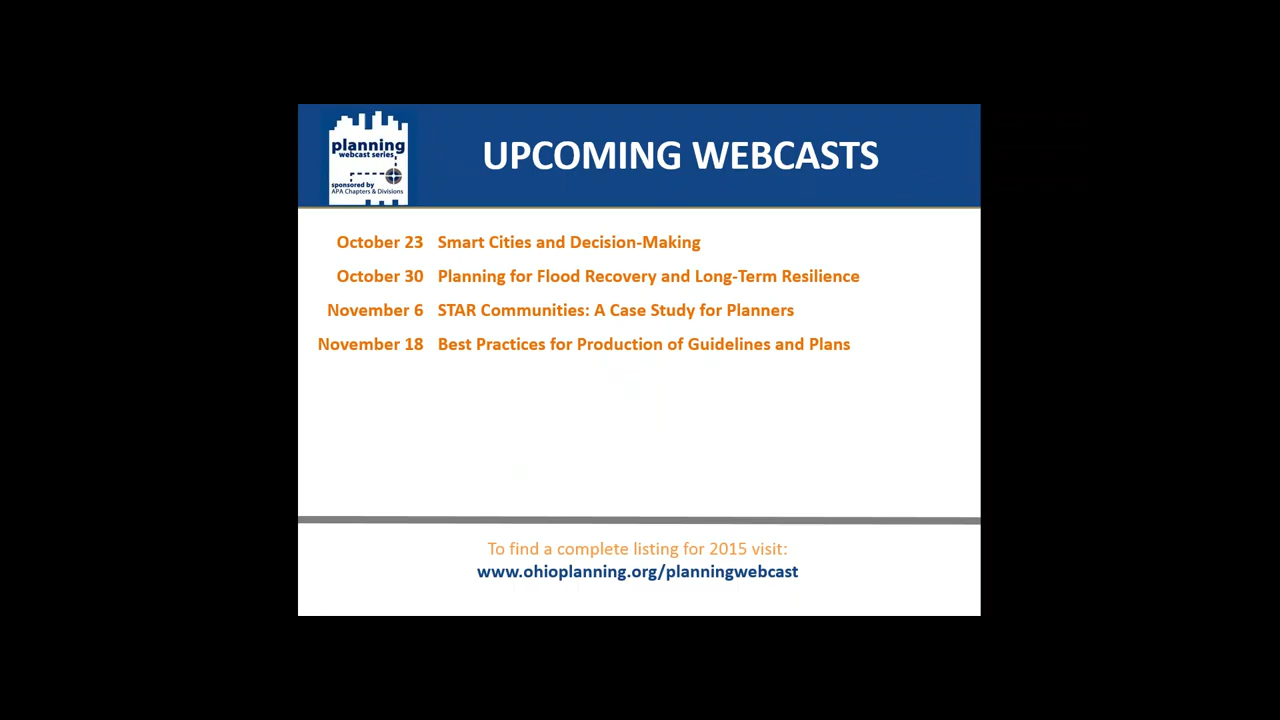 planning
webcast series
sponsored by
APA Chapters & Divisions
UPCOMING WEBCASTS
October 23 Smart Cities and Decision-Making
October 30 Planning for Flood Recovery and Long-Term Resilience
November 6 STAR Communities: A Case Study for Planners
November 18 Best Practices for Production of Guidelines and Plans
To find a complete listing for 2015 visit:
www.ohioplanning.org/planningwebcast